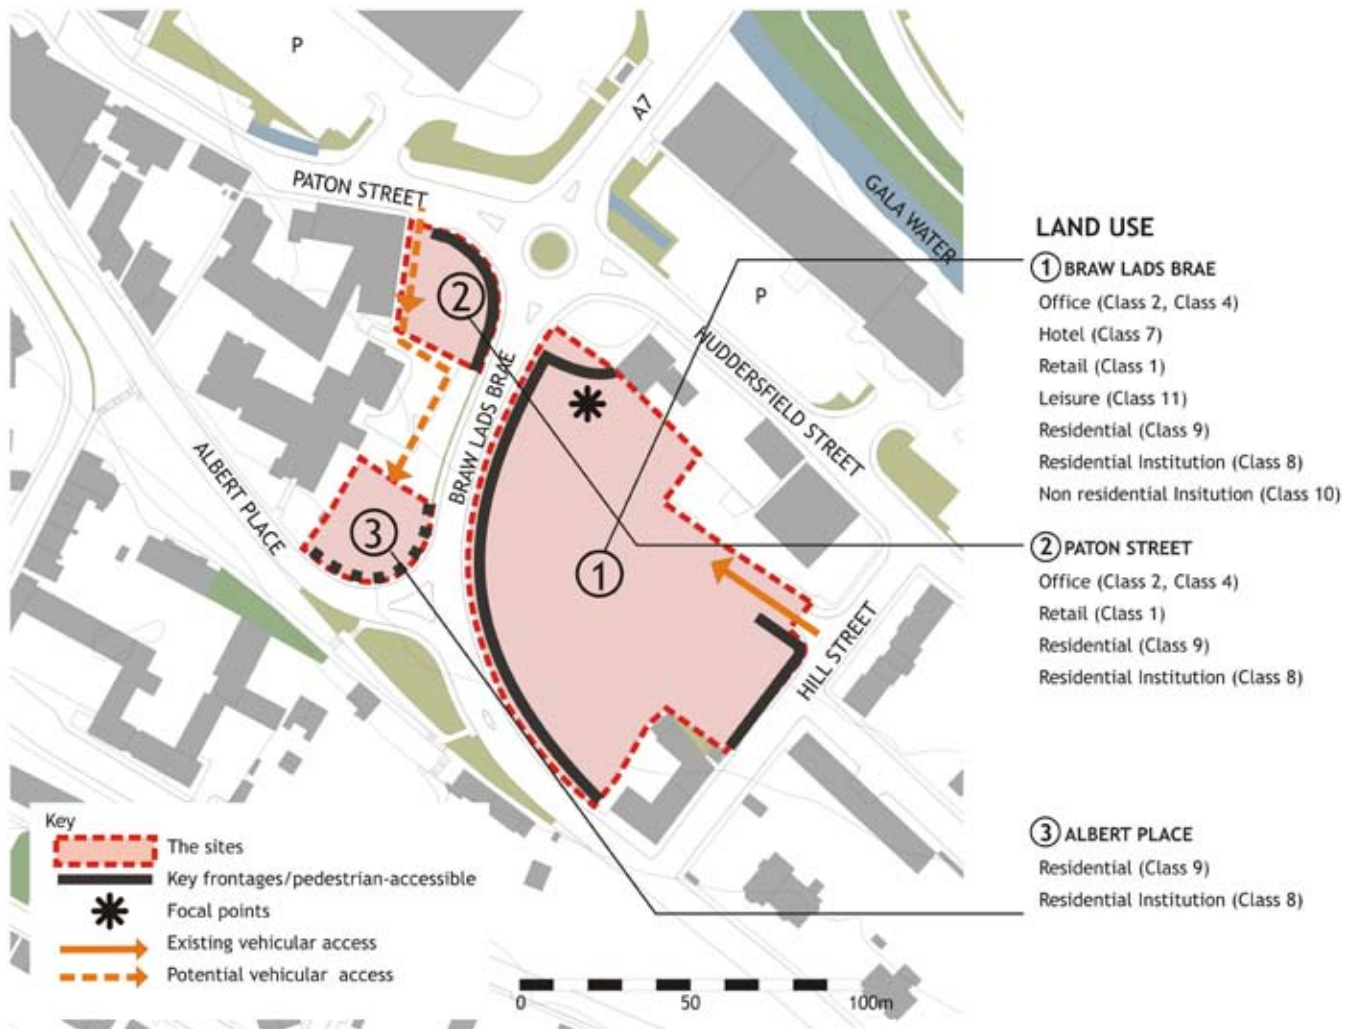 P
A7
PATON STREET
GALA WATER
P
HUDDERSFIELD STREET
BRAW LADS BRAE
ALBERT PLACE
HILL STREET
2
3
1
LAND USE
1 BRAW LADS BRAE
Office (Class 2, Class 4)
Hotel (Class 7)
Retail (Class 1)
Leisure (Class 11)
Residential (Class 9)
Residential Institution (Class 8)
Non residential Insitution (Class 10)
2 PATON STREET
Office (Class 2, Class 4)
Retail (Class 1)
Residential (Class 9)
Residential Institution (Class 8)
3 ALBERT PLACE
Residential (Class 9)
Residential Institution (Class 8)
Key
The sites
Key frontages/pedestrian-accessible
Focal points
Existing vehicular access
Potential vehicular access
0 50 100m